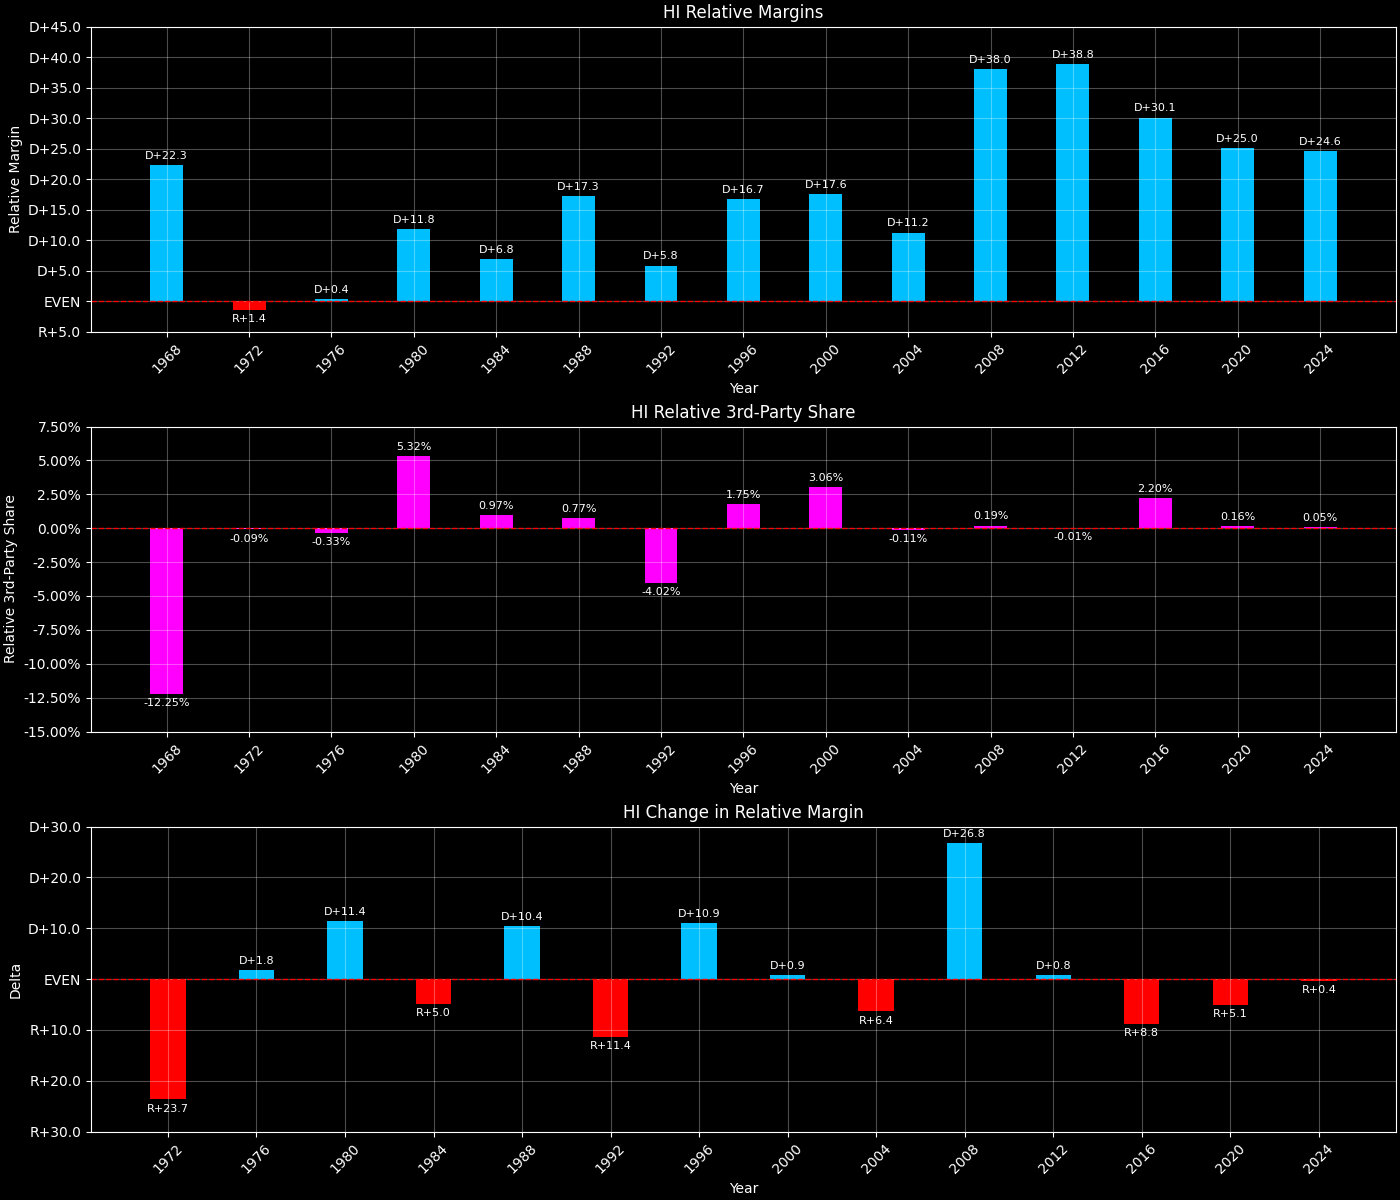 HI Relative Margins
Relative Margin
D+45.0
D+40.0
D+35.0
D+30.0
D+25.0
D+20.0
D+15.0
D+10.0
D+5.0
EVEN
R+5.0
D+22.3
R+1.4
D+0.4
D+11.8
D+6.8
D+17.3
D+5.8
D+16.7
D+17.6
D+11.2
D+38.0
D+38.8
D+30.1
D+25.0
D+24.6
1968
1972
1976
1980
1984
1988
1992
1996
2000
2004
2008
2012
2016
2020
2024
Year
HI Relative 3rd-Party Share
Relative 3rd-Party Share
7.50%
5.00%
2.50%
0.00%
-2.50%
-5.00%
-7.50%
-10.00%
-12.50%
-15.00%
-12.25%
-0.09%
-0.33%
5.32%
0.97%
0.77%
-4.02%
1.75%
3.06%
-0.11%
0.19%
-0.01%
2.20%
0.16%
0.05%
1968
1972
1976
1980
1984
1988
1992
1996
2000
2004
2008
2012
2016
2020
2024
Year
HI Change in Relative Margin
Delta
D+30.0
D+20.0
D+10.0
EVEN
R+10.0
R+20.0
R+30.0
R+23.7
D+1.8
D+11.4
R+5.0
D+10.4
R+11.4
D+10.9
D+0.9
R+6.4
D+26.8
D+0.8
R+8.8
R+5.1
R+0.4
1972
1976
1980
1984
1988
1992
1996
2000
2004
2008
2012
2016
2020
2024
Year